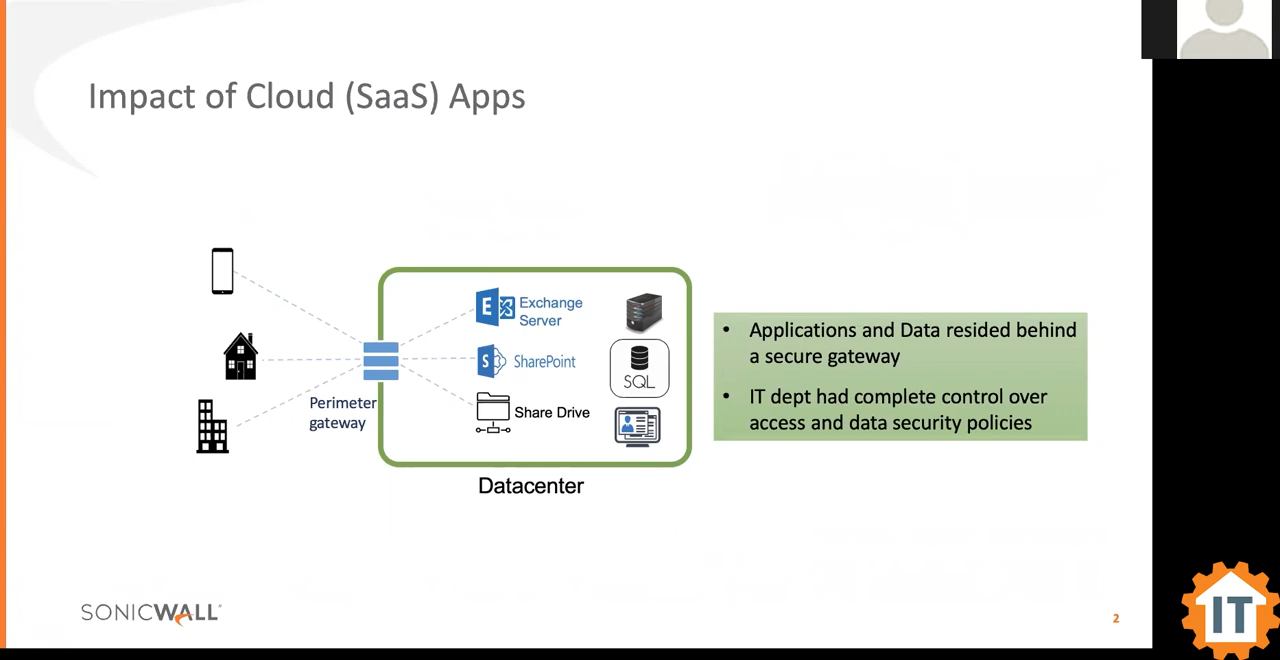 Impact of Cloud (SaaS) Apps
Exchange
Server
SharePoint
Share Drive
SQL
Perimeter
gateway
Datacenter
• Applications and Data resided behind
a secure gateway
• IT dept had complete control over
access and data security policies
SONICWALL
2
IT